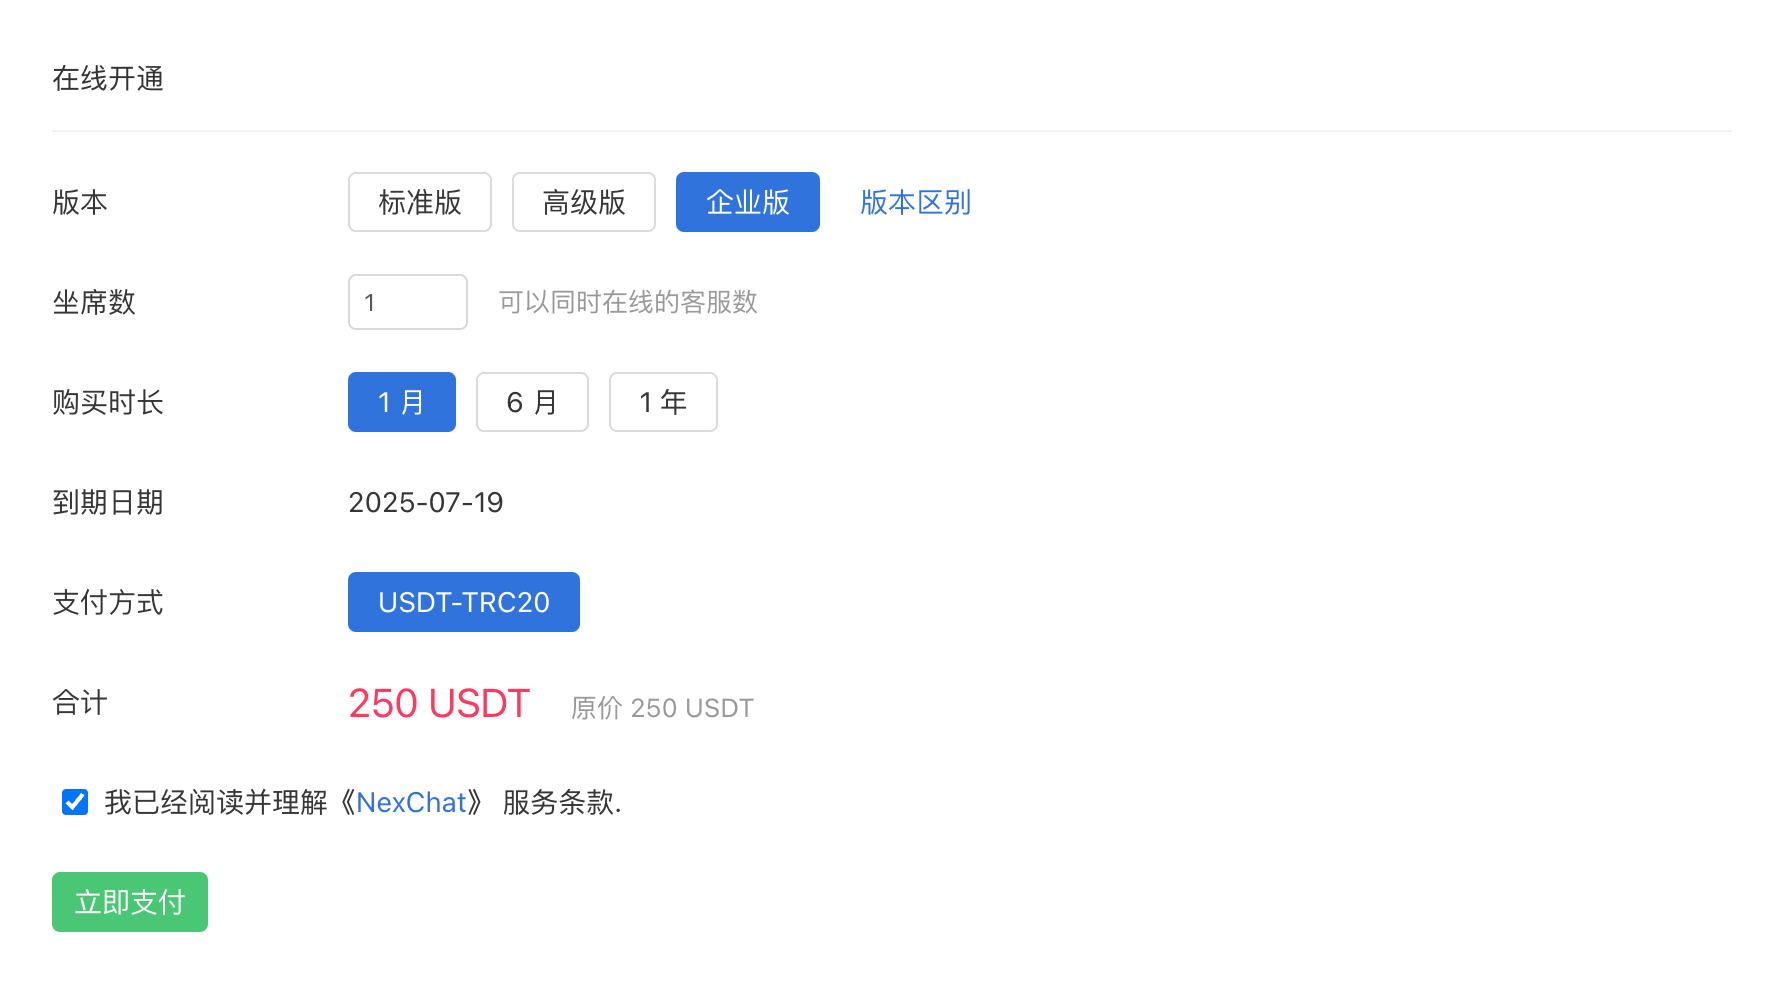 在线开通
版本 标准版 高级版 企业版 版本区别
坐席数 1 可以同时在线的客服数
购买时长 1 月 6 月 1 年
到期日期 2025-07-19
支付方式 USDT-TRC20
合计 250 USDT 原价 250 USDT
我已经阅读并理解《NexChat》 服务条款.
立即支付